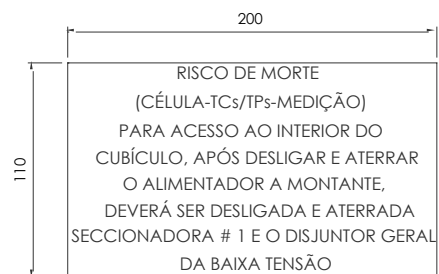 200
110
RISCO DE MORTE
(CÉLULA-TCs/TPs-MEDIÇÃO)
PARA ACESSO AO INTERIOR DO
CUBÍCULO, APÓS DESLIGAR E ATERRAR
O ALIMENTADOR A MONTANTE,
DEVERÁ SER DESLIGADA E ATERRADA
SECCIONADORA # 1 E O DISJUNTOR GERAL
DA BAIXA TENSÃO